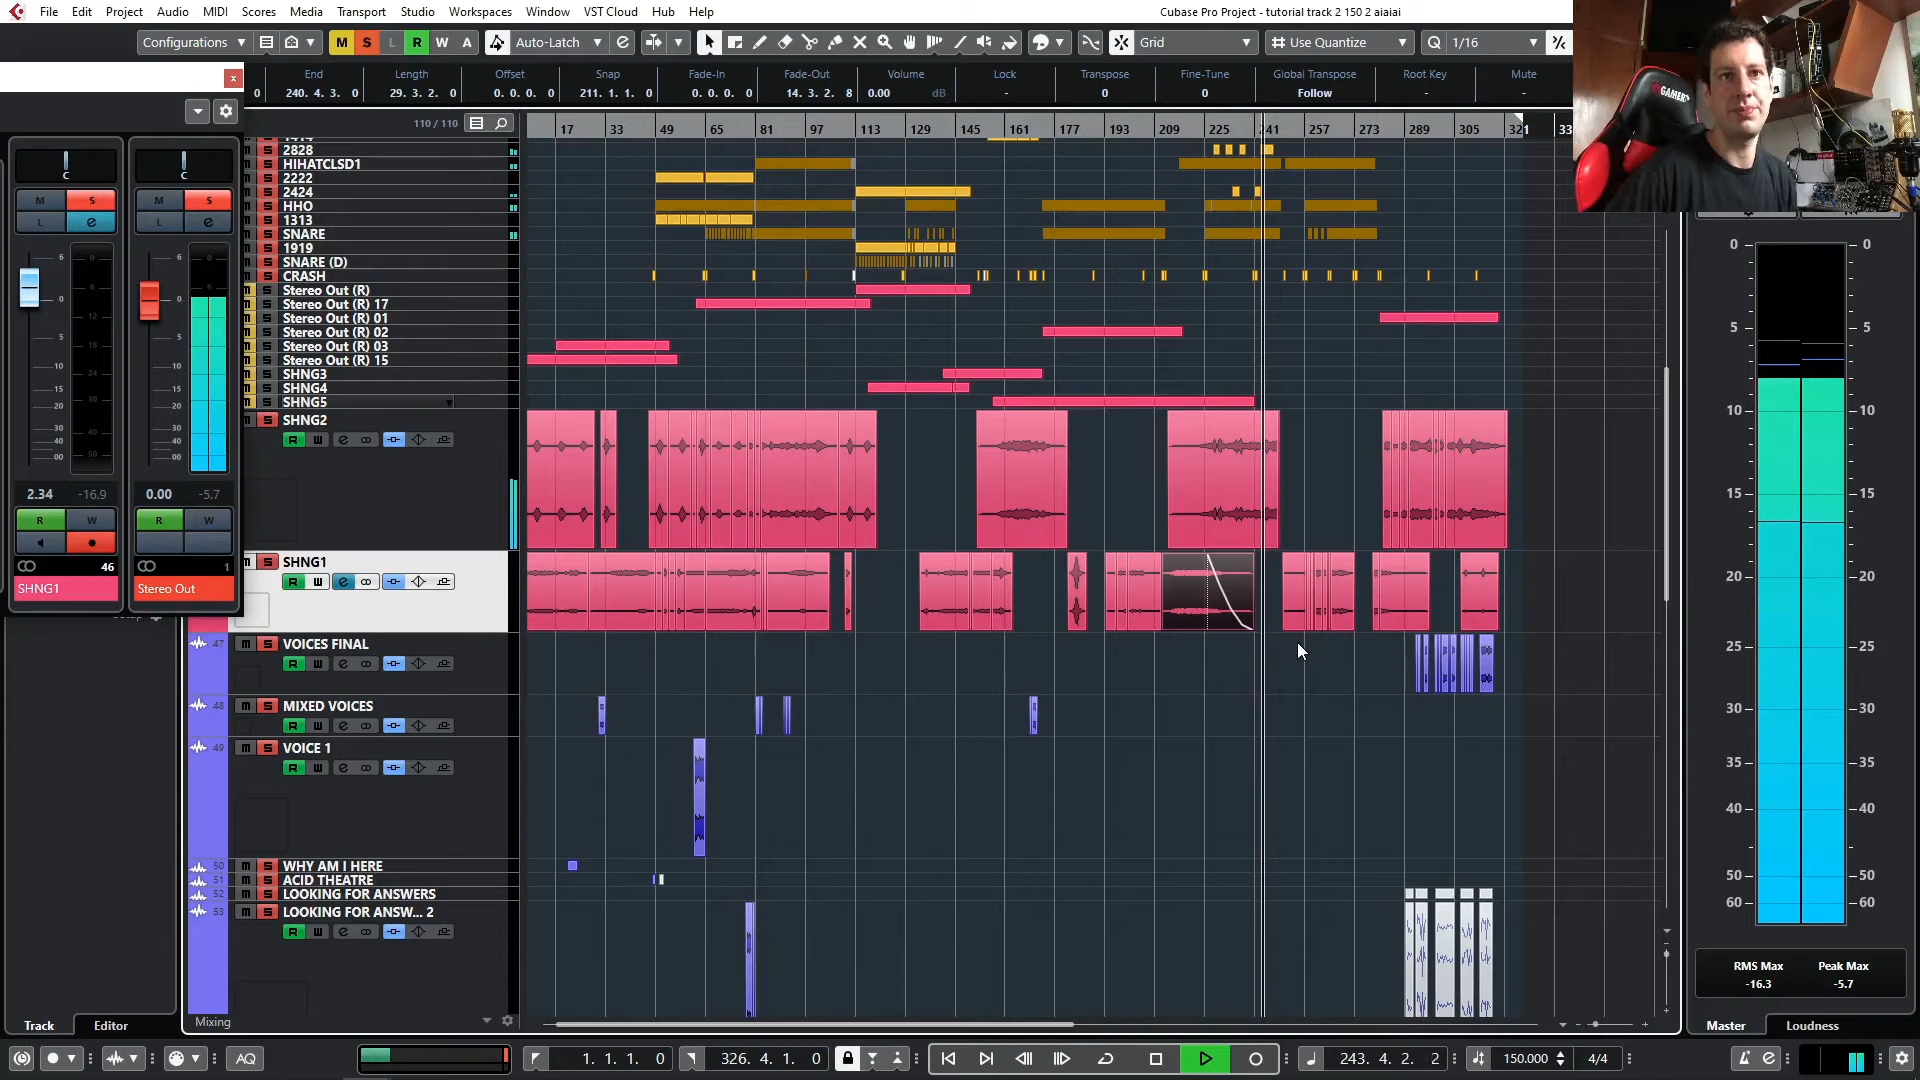 File Edit Project Audio MIDI Scores Media Transport Studio Workspaces Window VST Cloud Hub Help
Cubase Pro Project - tutorial track 2 150 2 aiaiai
Configurations M S L R W A Auto-Latch Grid Use Quantize Q 1/16
End Length Offset Snap Fade-In Fade-Out Volume Lock Transpose Fine-Tune Global Transpose Root Key Mute
0 240. 4. 3. 0 29. 3. 2. 0 0. 0. 0. 0 211. 1. 1. 0 0. 0. 0. 0 14. 3. 2. 8 0.00 dB - 0 0 Follow - -
110 / 110
17 33 49 65 81 97 113 129 145 161 177 193 209 225 241 257 273 289 305 321
2828
HIHATCLSD1
2222
2424
HHO
1313
SNARE
1919
SNARE (D)
CRASH
Stereo Out (R)
Stereo Out (R) 17
Stereo Out (R) 01
Stereo Out (R) 02
Stereo Out (R) 03
Stereo Out (R) 15
SHNG3
SHNG4
SHNG5
SHNG2
SHNG1
47 VOICES FINAL
48 MIXED VOICES
49 VOICE 1
50 WHY AM I HERE
51 ACID THEATRE
52 LOOKING FOR ANSWERS
53 LOOKING FOR ANSW... 2
Mixing
C C
M S M S
L e L e
2.34 -16.9 0.00 -5.7
R W R W
46 1
SHNG1 Stereo Out
Track Editor
0 0
5 5
10 10
15 15
20 20
25 25
30 30
35 35
40 40
50 50
60 60
RMS Max Peak Max
-16.3 -5.7
Master Loudness
AQ 1. 1. 1. 0 326. 4. 1. 0 243. 4. 2. 2 150.000 4/4